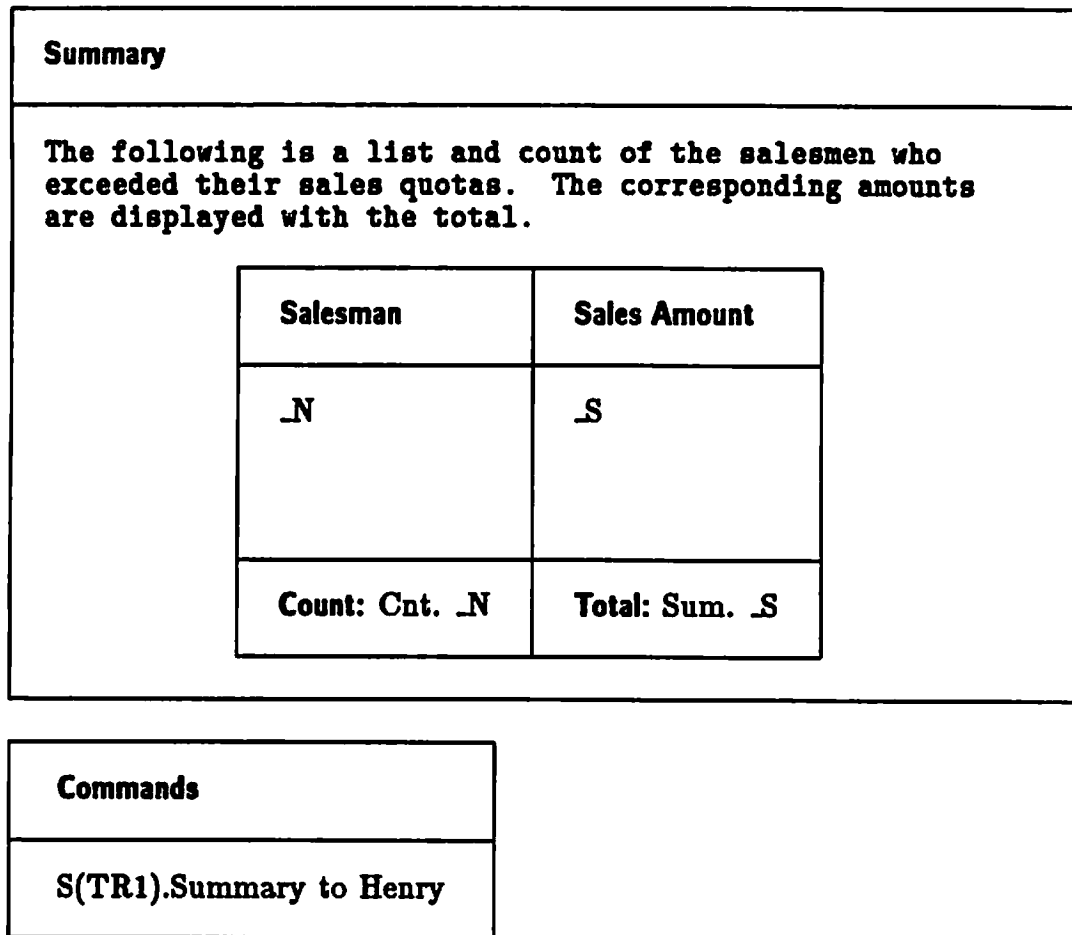 Summary
The following is a list and count of the salesmen who
exceeded their sales quotas. The corresponding amounts
are displayed with the total.
Salesman Sales Amount
_N _S
Count: Cnt. _N Total: Sum. _S
Commands
S(TR1).Summary to Henry